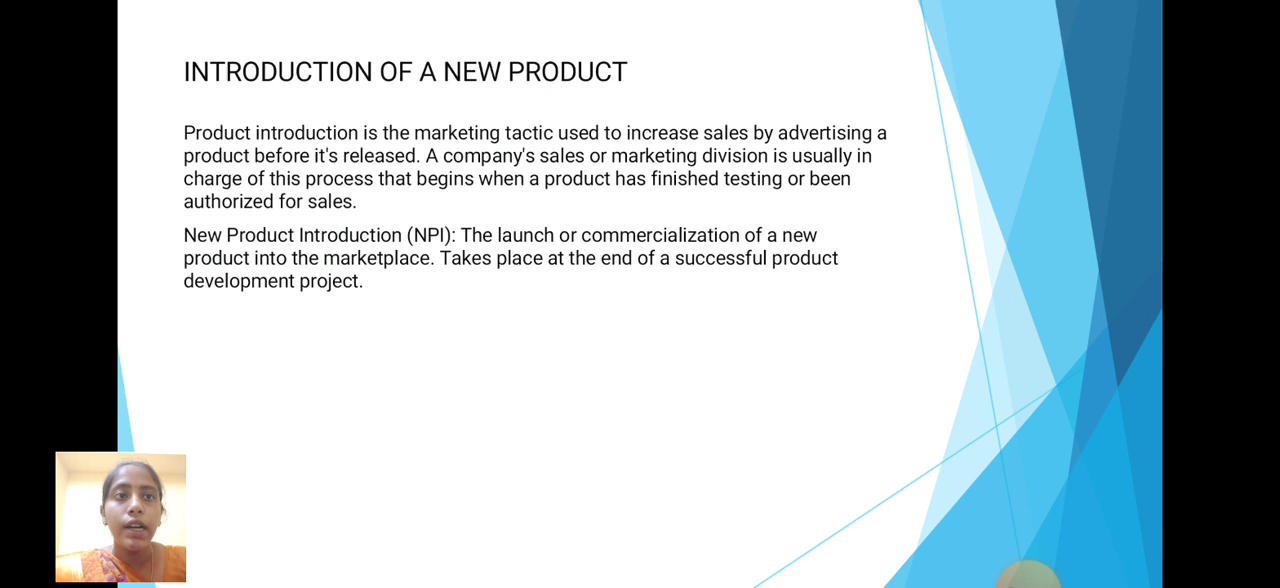 INTRODUCTION OF A NEW PRODUCT
Product introduction is the marketing tactic used to increase sales by advertising a
product before it's released. A company's sales or marketing division is usually in
charge of this process that begins when a product has finished testing or been
authorized for sales.
New Product Introduction (NPI): The launch or commercialization of a new
product into the marketplace. Takes place at the end of a successful product
development project.